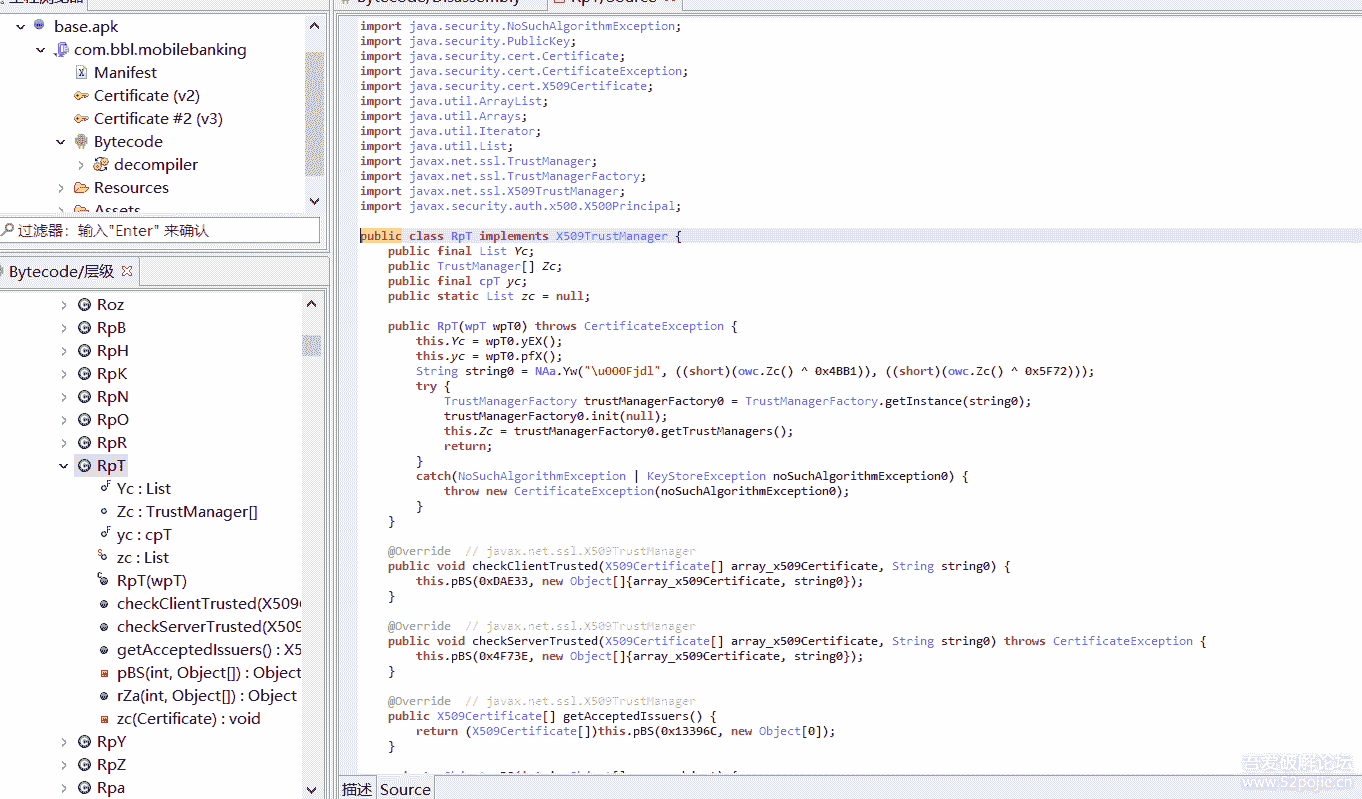 base.apk
com.bbl.mobilebanking
Manifest
Certificate (v2)
Certificate #2 (v3)
Bytecode
decompiler
Resources
Assets
过滤器：输入"Enter" 来确认
Bytecode/层级
Roz
RpB
RpH
RpK
RpN
RpO
RpR
RpT
Yc : List
Zc : TrustManager[]
yc : cpT
zc : List
RpT(wpT)
checkClientTrusted(X509
checkServerTrusted(X509
getAcceptedIssuers() : X5
pBS(int, Object[]) : Object
rZa(int, Object[]) : Object
zc(Certificate) : void
RpY
RpZ
Rpa
import java.security.NoSuchAlgorithmException;
import java.security.PublicKey;
import java.security.cert.Certificate;
import java.security.cert.CertificateException;
import java.security.cert.X509Certificate;
import java.util.ArrayList;
import java.util.Arrays;
import java.util.Iterator;
import java.util.List;
import javax.net.ssl.TrustManager;
import javax.net.ssl.TrustManagerFactory;
import javax.net.ssl.X509TrustManager;
import javax.security.auth.x500.X500Principal;
public class RpT implements X509TrustManager {
public final List Yc;
public TrustManager[] Zc;
public final cpT yc;
public static List zc = null;
public RpT(wpT wpT0) throws CertificateException {
this.Yc = wpT0.yEX();
this.yc = wpT0.pfX();
String string0 = NAa.Yw("\u000Fjdl", ((short)(owc.Zc() ^ 0x4BB1)), ((short)(owc.Zc() ^ 0x5F72)));
try {
TrustManagerFactory trustManagerFactory0 = TrustManagerFactory.getInstance(string0);
trustManagerFactory0.init(null);
this.Zc = trustManagerFactory0.getTrustManagers();
return;
}
catch(NoSuchAlgorithmException | KeyStoreException noSuchAlgorithmException0) {
throw new CertificateException(noSuchAlgorithmException0);
}
}
@Override // javax.net.ssl.X509TrustManager
public void checkClientTrusted(X509Certificate[] array_x509Certificate, String string0) {
this.pBS(0xDAE33, new Object[]{array_x509Certificate, string0});
}
@Override // javax.net.ssl.X509TrustManager
public void checkServerTrusted(X509Certificate[] array_x509Certificate, String string0) throws CertificateException {
this.pBS(0x4F73E, new Object[]{array_x509Certificate, string0});
}
@Override // javax.net.ssl.X509TrustManager
public X509Certificate[] getAcceptedIssuers() {
return (X509Certificate[])this.pBS(0x13396C, new Object[0]);
}
描述
Source
吾爱破解论坛
www.52pojie.cn